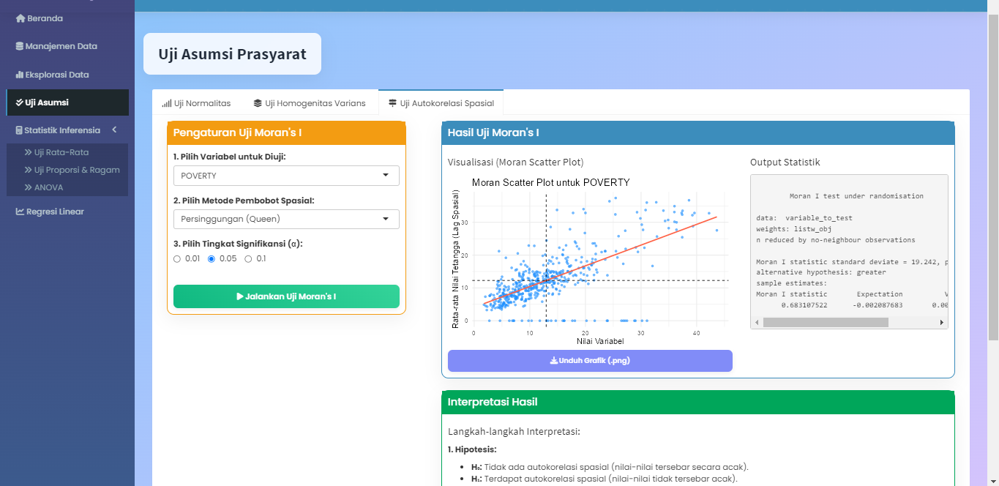 Beranda
Manajemen Data
Eksplorasi Data
Uji Asumsi
Statistik Inferensia
Uji Rata-Rata
Uji Proporsi & Ragam
ANOVA
Regresi Linear
Uji Asumsi Prasyarat
Uji Normalitas
Uji Homogenitas Varians
Uji Autokorelasi Spasial
Pengaturan Uji Moran's I
1. Pilih Variabel untuk Diuji:
POVERTY
2. Pilih Metode Pembobot Spasial:
Persinggungan (Queen)
3. Pilih Tingkat Signifikansi (α):
0.01 0.05 0.1
Jalankan Uji Moran's I
Hasil Uji Moran's I
Visualisasi (Moran Scatter Plot)
Moran Scatter Plot untuk POVERTY
Rata-rata Nilai Tetangga (Lag Spasial)
30
20
10
0
0 10 20 30 40
Nilai Variabel
Unduh Grafik (.png)
Output Statistik
Moran I test under randomisation
data: variable_to_test
weights: listw_obj
n reduced by no-neighbour observations
Moran I statistic standard deviate = 19.242, p
alternative hypothesis: greater
sample estimates:
Moran I statistic Expectation V
0.683107522 -0.002087683 0.00
Interpretasi Hasil
Langkah-langkah Interpretasi:
1. Hipotesis:
H₀: Tidak ada autokorelasi spasial (nilai-nilai tersebar secara acak).
H₁: Terdapat autokorelasi spasial (nilai-nilai tidak tersebar acak).